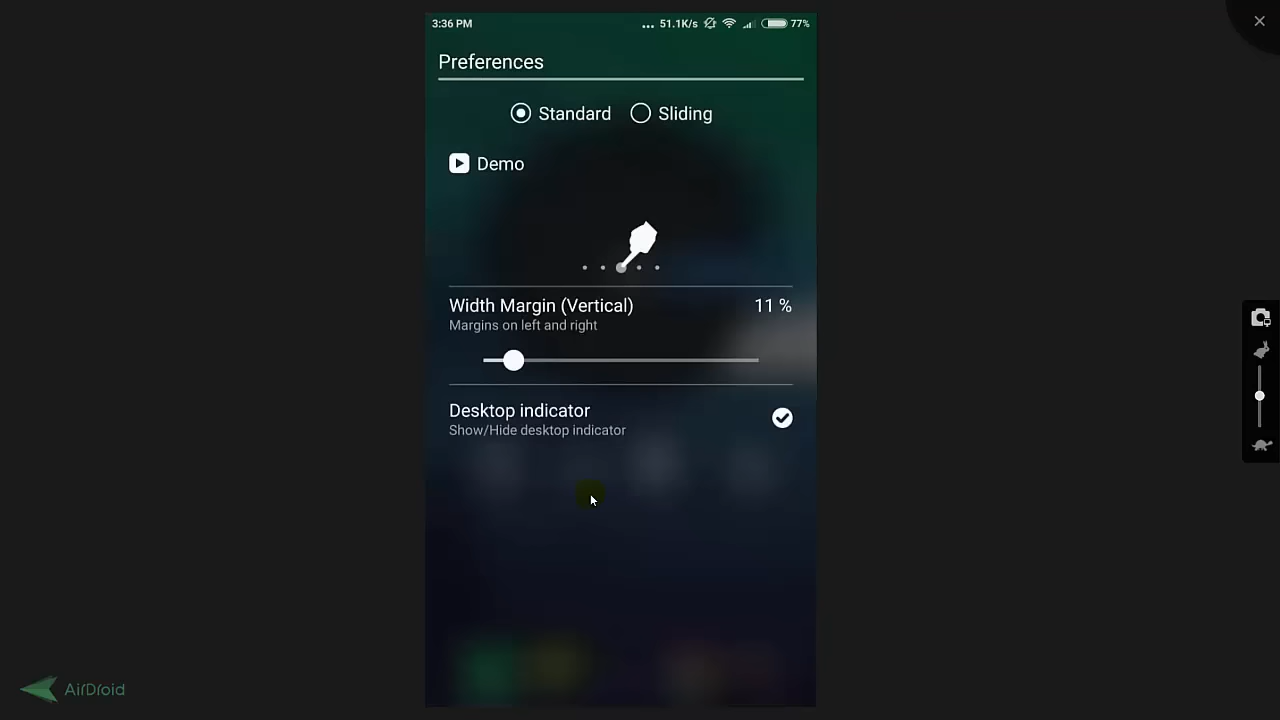 3:36 PM ... 51.1K/s 77%
Preferences
Standard Sliding
Demo
Width Margin (Vertical) 11 %
Margins on left and right
Desktop indicator
Show/Hide desktop indicator
AirDroid